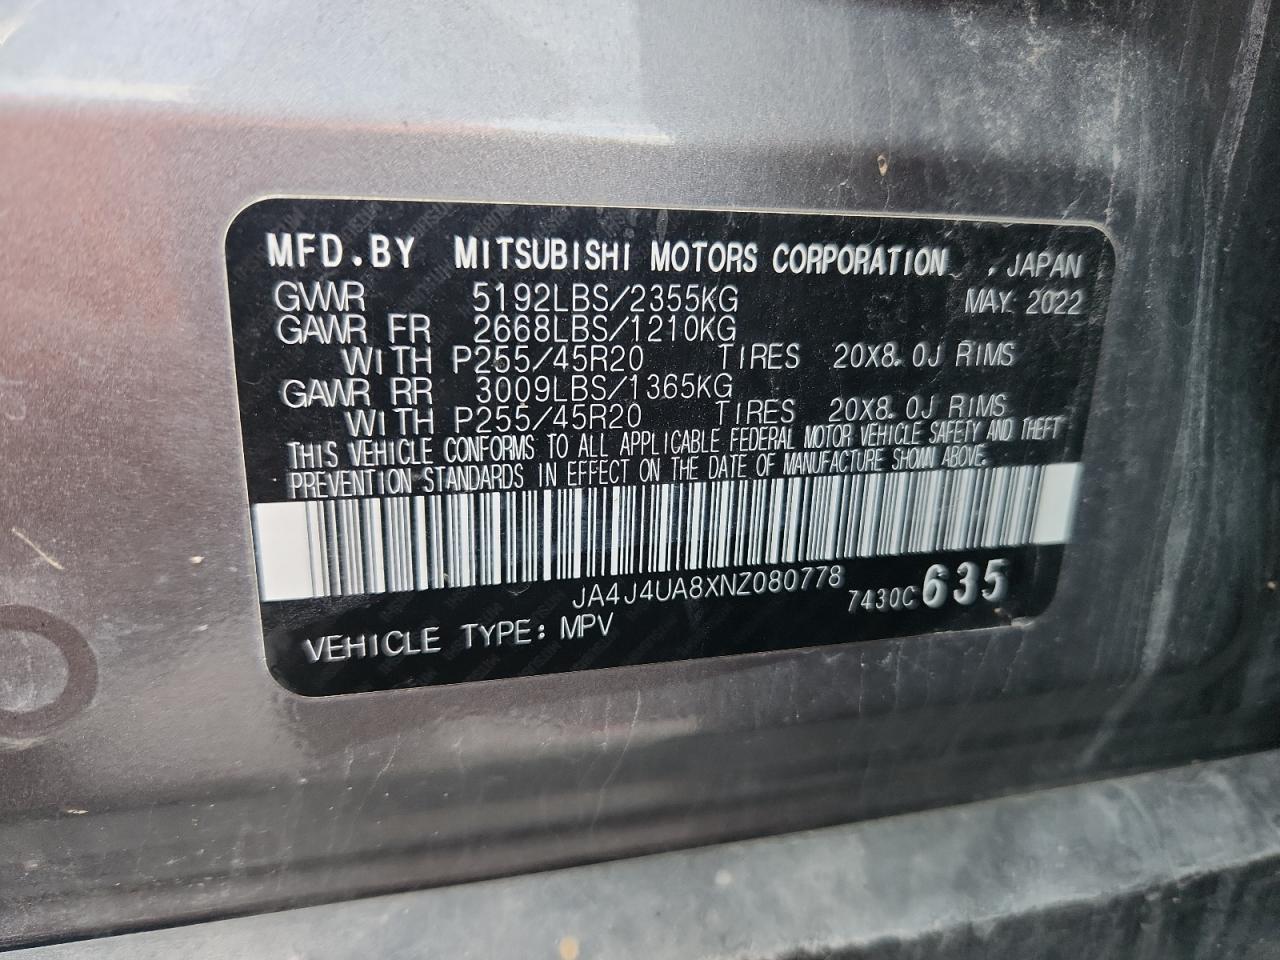 MFD.BY MITSUBISHI MOTORS CORPORATION , JAPAN
GVWR 5192LBS/2355KG MAY. 2022
GAWR FR 2668LBS/1210KG
WITH P255/45R20 TIRES 20X8.0J RIMS
GAWR RR 3009LBS/1365KG
WITH P255/45R20 TIRES 20X8.0J RIMS
THIS VEHICLE CONFORMS TO ALL APPLICABLE FEDERAL MOTOR VEHICLE SAFETY AND THEFT
PREVENTION STANDARDS IN EFFECT ON THE DATE OF MANUFACTURE SHOWN ABOVE.
JA4J4UA8XNZ080778 7430C 635
VEHICLE TYPE: MPV